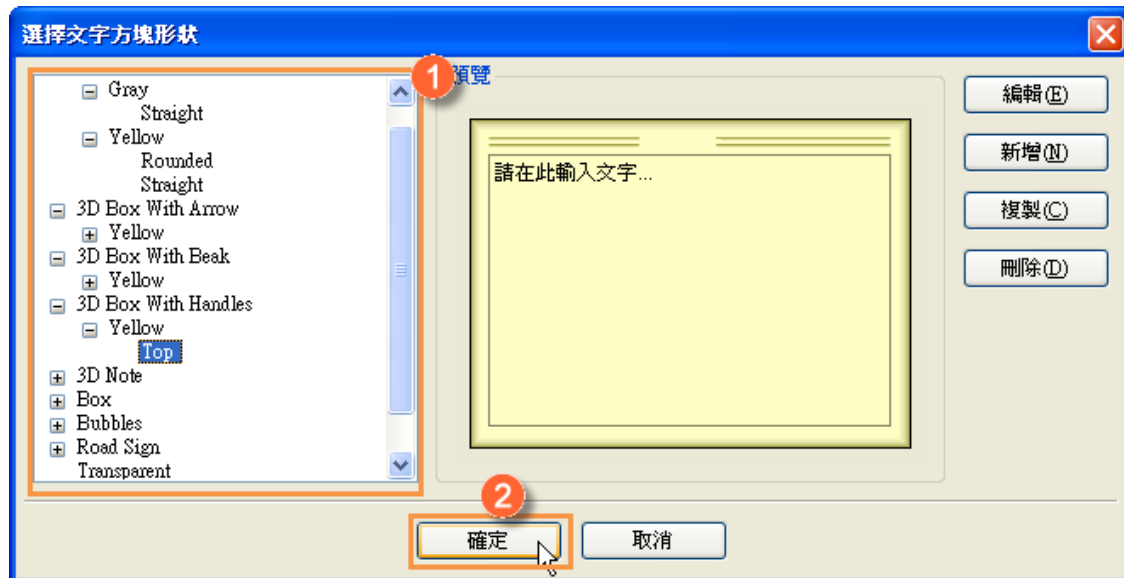 選擇文字方塊形狀
Gray
Straight
Yellow
Rounded
Straight
3D Box With Arrow
Yellow
3D Box With Beak
Yellow
3D Box With Handles
Yellow
Top
3D Note
Box
Bubbles
Road Sign
Transparent
1
預覽
請在此輸入文字...
編輯(E)
新增(N)
複製(C)
刪除(D)
2
確定
取消